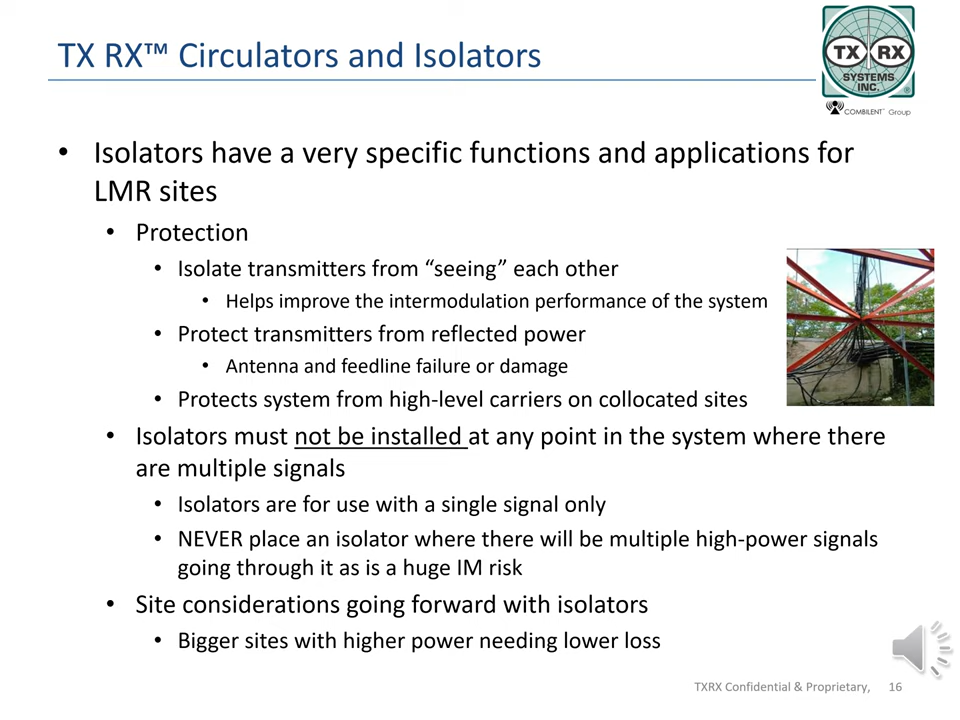 TX RX™ Circulators and Isolators
TX RX
SYSTEMS
INC.
®
COMBILENT™ Group
• Isolators have a very specific functions and applications for
LMR sites
• Protection
• Isolate transmitters from “seeing” each other
• Helps improve the intermodulation performance of the system
• Protect transmitters from reflected power
• Antenna and feedline failure or damage
• Protects system from high-level carriers on collocated sites
• Isolators must not be installed at any point in the system where there
are multiple signals
• Isolators are for use with a single signal only
• NEVER place an isolator where there will be multiple high-power signals
going through it as is a huge IM risk
• Site considerations going forward with isolators
• Bigger sites with higher power needing lower loss
TXRX Confidential & Proprietary, 16